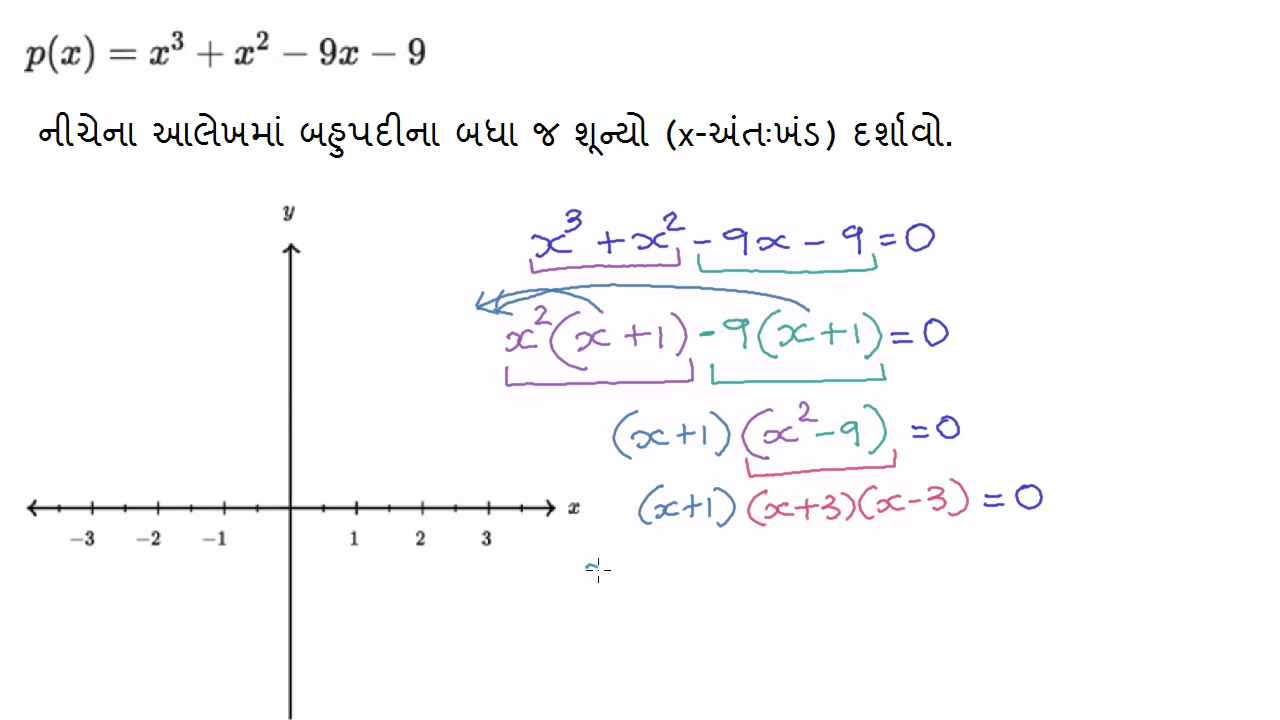 p(x) = x³ + x² − 9x − 9
નીચેના આલેખમાં બહુપદીના બધા જ શૂન્યો (x-અંતઃખંડ) દર્શાવો.
y
x³ + x² - 9x - 9 = 0
x²(x + 1) - 9(x + 1) = 0
(x + 1)(x² - 9) = 0
(x + 1)(x + 3)(x - 3) = 0
x
−3 −2 −1 1 2 3